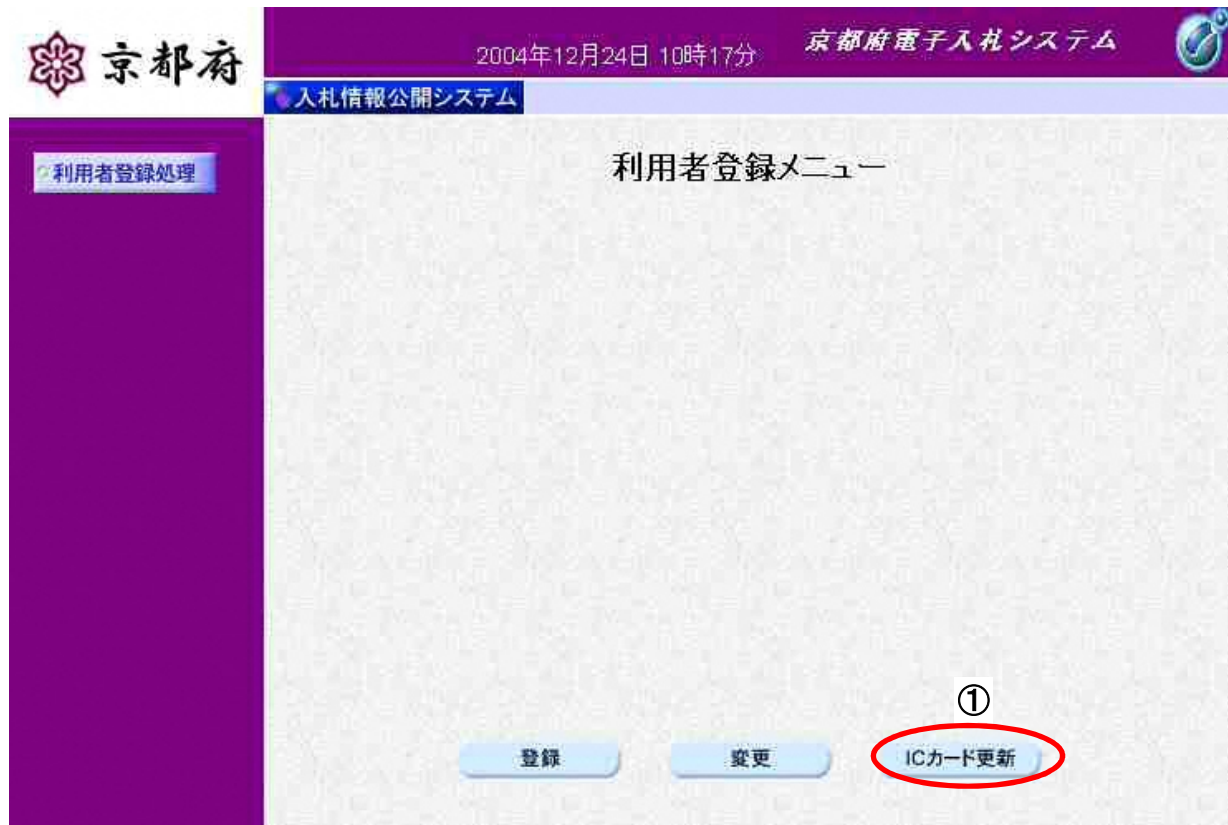 京都府
2004年12月24日 10時17分
京都府電子入札システム
入札情報公開システム
利用者登録処理
利用者登録メニュー
①
登録
変更
ICカード更新